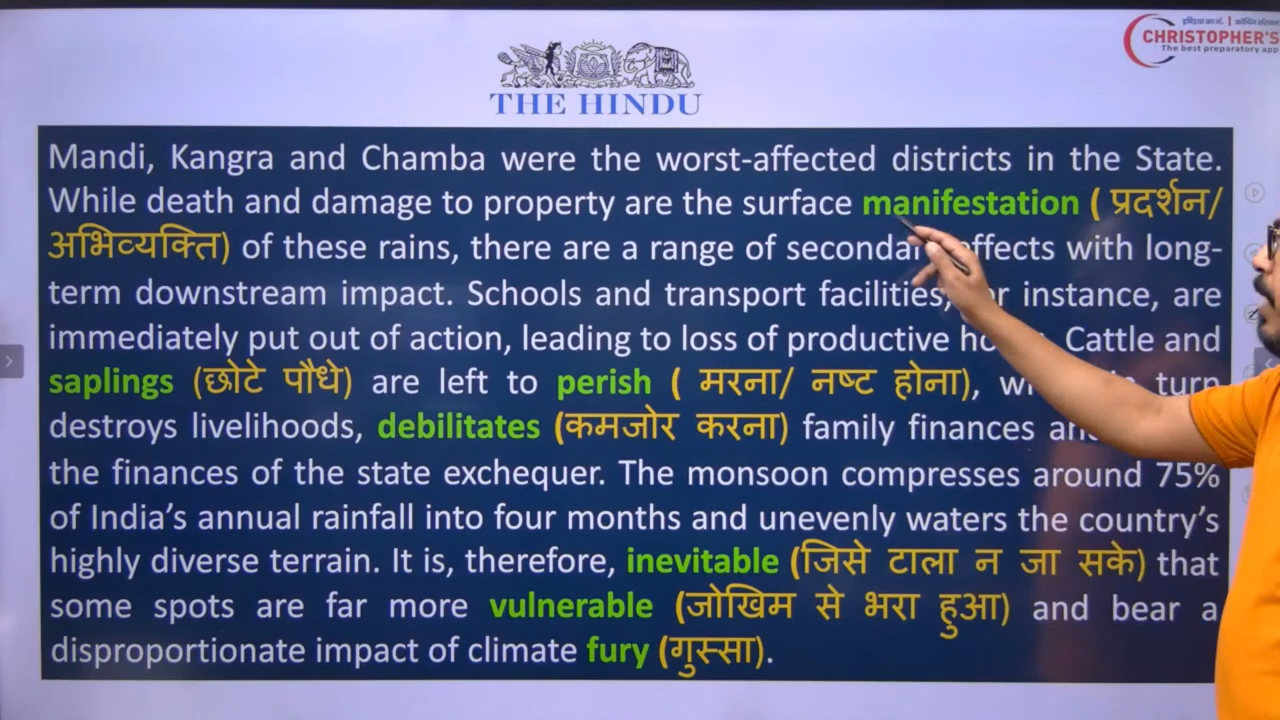 इण्डिया का नं. 1 कोचिंग संस्थान
CHRISTOPHER'S
The best preparatory app
THE HINDU
Mandi, Kangra and Chamba were the worst-affected districts in the State.
While death and damage to property are the surface manifestation ( प्रदर्शन/
अभिव्यक्ति) of these rains, there are a range of effects with long-
term downstream impact. Schools and transport facilities, instance, are
immediately put out of action, leading to loss of productive Cattle and
saplings (छोटे पौधे) are left to perish ( मरना/ नष्ट होना), turn
destroys livelihoods, debilitates (कमजोर करना) family finances
the finances of the state exchequer. The monsoon compresses around 75%
of India's annual rainfall into four months and unevenly waters the country's
highly diverse terrain. It is, therefore, inevitable (जिसे टाला न जा सके) that
some spots are far more vulnerable (जोखिम से भरा हुआ) and bear a
disproportionate impact of climate fury (गुस्सा).